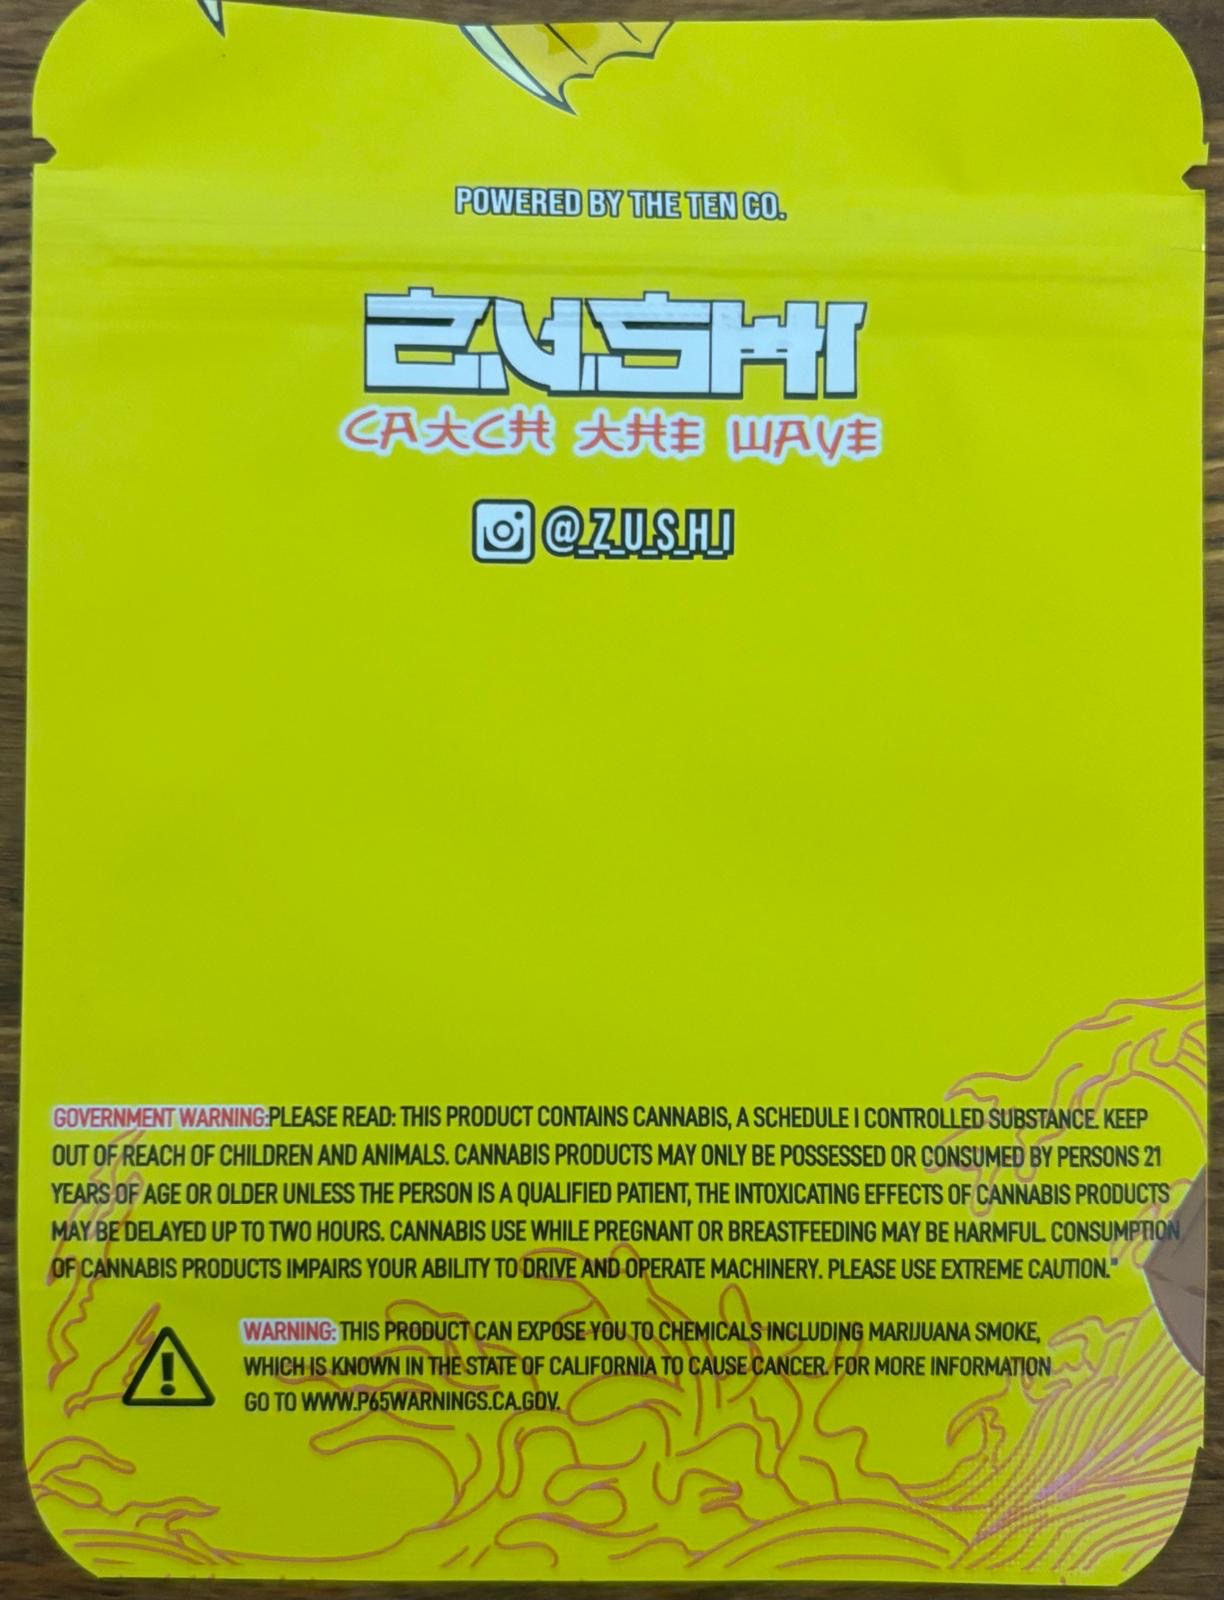 POWERED BY THE TEN CO.
Z.U.SHI
CATCH THE WAVE
@_Z_U_S_H_I
GOVERNMENT WARNING:PLEASE READ: THIS PRODUCT CONTAINS CANNABIS, A SCHEDULE I CONTROLLED SUBSTANCE. KEEP
OUT OF REACH OF CHILDREN AND ANIMALS. CANNABIS PRODUCTS MAY ONLY BE POSSESSED OR CONSUMED BY PERSONS 21
YEARS OF AGE OR OLDER UNLESS THE PERSON IS A QUALIFIED PATIENT, THE INTOXICATING EFFECTS OF CANNABIS PRODUCTS
MAY BE DELAYED UP TO TWO HOURS. CANNABIS USE WHILE PREGNANT OR BREASTFEEDING MAY BE HARMFUL. CONSUMPTION
OF CANNABIS PRODUCTS IMPAIRS YOUR ABILITY TO DRIVE AND OPERATE MACHINERY. PLEASE USE EXTREME CAUTION."
WARNING: THIS PRODUCT CAN EXPOSE YOU TO CHEMICALS INCLUDING MARIJUANA SMOKE,
WHICH IS KNOWN IN THE STATE OF CALIFORNIA TO CAUSE CANCER. FOR MORE INFORMATION
GO TO WWW.P65WARNINGS.CA.GOV.